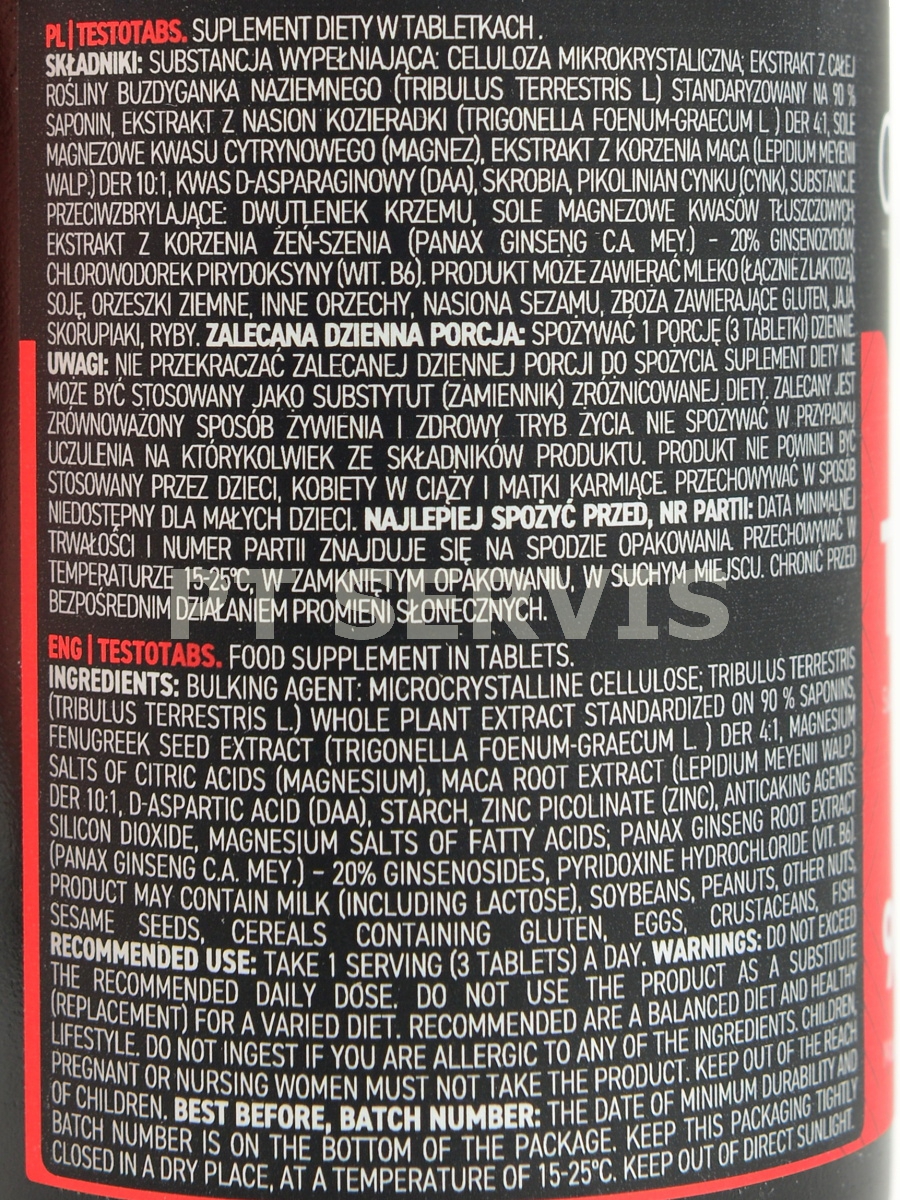 PL | TESTOTABS. SUPLEMENT DIETY W TABLETKACH.
SKŁADNIKI: SUBSTANCJA WYPEŁNIAJĄCA: CELULOZA MIKROKRYSTALICZNA; EKSTRAKT Z CAŁEJ
ROŚLINY BUZDYGANKA NAZIEMNEGO (TRIBULUS TERRESTRIS L.) STANDARYZOWANY NA 90 %
SAPONIN, EKSTRAKT Z NASION KOZIERADKI (TRIGONELLA FOENUM-GRAECUM L.) DER 4:1, SOLE
MAGNEZOWE KWASU CYTRYNOWEGO (MAGNEZ), EKSTRAKT Z KORZENIA MACA (LEPIDIUM MEYENII
WALP.) DER 10:1, KWAS D-ASPARAGINOWY (DAA), SKROBIA, PIKOLINIAN CYNKU (CYNK), SUBSTANCJE
PRZECIWZBRYLAJĄCE: DWUTLENEK KRZEMU, SOLE MAGNEZOWE KWASÓW TŁUSZCZOWYCH;
EKSTRAKT Z KORZENIA ŻEŃ-SZENIA (PANAX GINSENG C.A. MEY.) – 20% GINSENOZYDÓW,
CHLOROWODOREK PIRYDOKSYNY (WIT. B6). PRODUKT MOŻE ZAWIERAĆ MLEKO (ŁĄCZNIE Z LAKTOZĄ),
SOJĘ, ORZESZKI ZIEMNE, INNE ORZECHY, NASIONA SEZAMU, ZBOŻA ZAWIERAJĄCE GLUTEN, JAJA,
SKORUPIAKI, RYBY. ZALECANA DZIENNA PORCJA: SPOŻYWAĆ 1 PORCJĘ (3 TABLETKI) DZIENNIE.
UWAGI: NIE PRZEKRACZAĆ ZALECANEJ DZIENNEJ PORCJI DO SPOŻYCIA. SUPLEMENT DIETY NIE
MOŻE BYĆ STOSOWANY JAKO SUBSTYTUT (ZAMIENNIK) ZRÓŻNICOWANEJ DIETY. ZALECANY JEST
ZRÓWNOWAŻONY SPOSÓB ŻYWIENIA I ZDROWY TRYB ŻYCIA. NIE SPOŻYWAĆ W PRZYPADKU
UCZULENIA NA KTÓRYKOLWIEK ZE SKŁADNIKÓW PRODUKTU. PRODUKT NIE POWINIEN BYĆ
STOSOWANY PRZEZ DZIECI, KOBIETY W CIĄŻY I MATKI KARMIĄCE. PRZECHOWYWAĆ W SPOSÓB
NIEDOSTĘPNY DLA MAŁYCH DZIECI. NAJLEPIEJ SPOŻYĆ PRZED, NR PARTII: DATA MINIMALNEJ
TRWAŁOŚCI I NUMER PARTII ZNAJDUJE SIĘ NA SPODZIE OPAKOWANIA. PRZECHOWYWAĆ W
TEMPERATURZE 15-25°C, W ZAMKNIĘTYM OPAKOWANIU, W SUCHYM MIEJSCU. CHRONIĆ PRZED
BEZPOŚREDNIM DZIAŁANIEM PROMIENI SŁONECZNYCH.
PT SERVIS
ENG | TESTOTABS. FOOD SUPPLEMENT IN TABLETS.
INGREDIENTS: BULKING AGENT: MICROCRYSTALLINE CELLULOSE; TRIBULUS TERRESTRIS
(TRIBULUS TERRESTRIS L.) WHOLE PLANT EXTRACT STANDARDIZED ON 90 % SAPONINS,
FENUGREEK SEED EXTRACT (TRIGONELLA FOENUM-GRAECUM L. ) DER 4:1, MAGNESIUM
SALTS OF CITRIC ACIDS (MAGNESIUM), MACA ROOT EXTRACT (LEPIDIUM MEYENII WALP.)
DER 10:1, D-ASPARTIC ACID (DAA), STARCH, ZINC PICOLINATE (ZINC), ANTICAKING AGENTS:
SILICON DIOXIDE, MAGNESIUM SALTS OF FATTY ACIDS; PANAX GINSENG ROOT EXTRACT
(PANAX GINSENG C.A. MEY.) – 20% GINSENOSIDES, PYRIDOXINE HYDROCHLORIDE (VIT. B6).
PRODUCT MAY CONTAIN MILK (INCLUDING LACTOSE), SOYBEANS, PEANUTS, OTHER NUTS,
SESAME SEEDS, CEREALS CONTAINING GLUTEN, EGGS, CRUSTACEANS, FISH.
RECOMMENDED USE: TAKE 1 SERVING (3 TABLETS) A DAY. WARNINGS: DO NOT EXCEED
THE RECOMMENDED DAILY DOSE. DO NOT USE THE PRODUCT AS A SUBSTITUTE
(REPLACEMENT) FOR A VARIED DIET. RECOMMENDED ARE A BALANCED DIET AND HEALTHY
LIFESTYLE. DO NOT INGEST IF YOU ARE ALLERGIC TO ANY OF THE INGREDIENTS. CHILDREN,
PREGNANT OR NURSING WOMEN MUST NOT TAKE THE PRODUCT. KEEP OUT OF THE REACH
OF CHILDREN. BEST BEFORE, BATCH NUMBER: THE DATE OF MINIMUM DURABILITY AND
BATCH NUMBER IS ON THE BOTTOM OF THE PACKAGE. KEEP THIS PACKAGING TIGHTLY
CLOSED IN A DRY PLACE, AT A TEMPERATURE OF 15-25°C. KEEP OUT OF DIRECT SUNLIGHT.